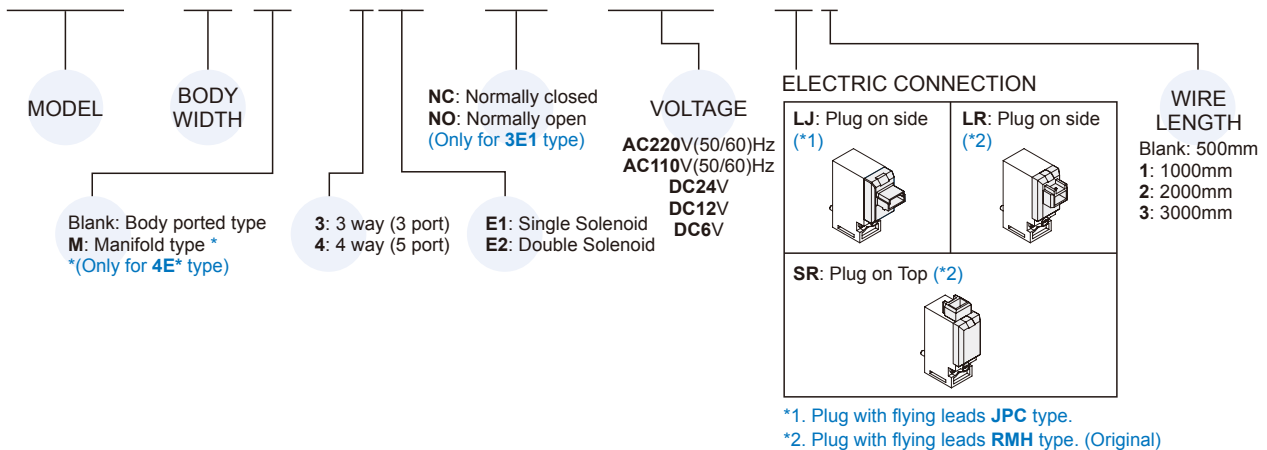 MODEL
BODY
WIDTH
Blank: Body ported type
M: Manifold type *
*(Only for 4E* type)
3: 3 way (3 port)
4: 4 way (5 port)
E1: Single Solenoid
E2: Double Solenoid
NC: Normally closed
NO: Normally open
(Only for 3E1 type)
VOLTAGE
AC220V(50/60)Hz
AC110V(50/60)Hz
DC24V
DC12V
DC6V
ELECTRIC CONNECTION
LJ: Plug on side
(*1)
LR: Plug on side
(*2)
SR: Plug on Top (*2)
*1. Plug with flying leads JPC type.
*2. Plug with flying leads RMH type. (Original)
WIRE
LENGTH
Blank: 500mm
1: 1000mm
2: 2000mm
3: 3000mm